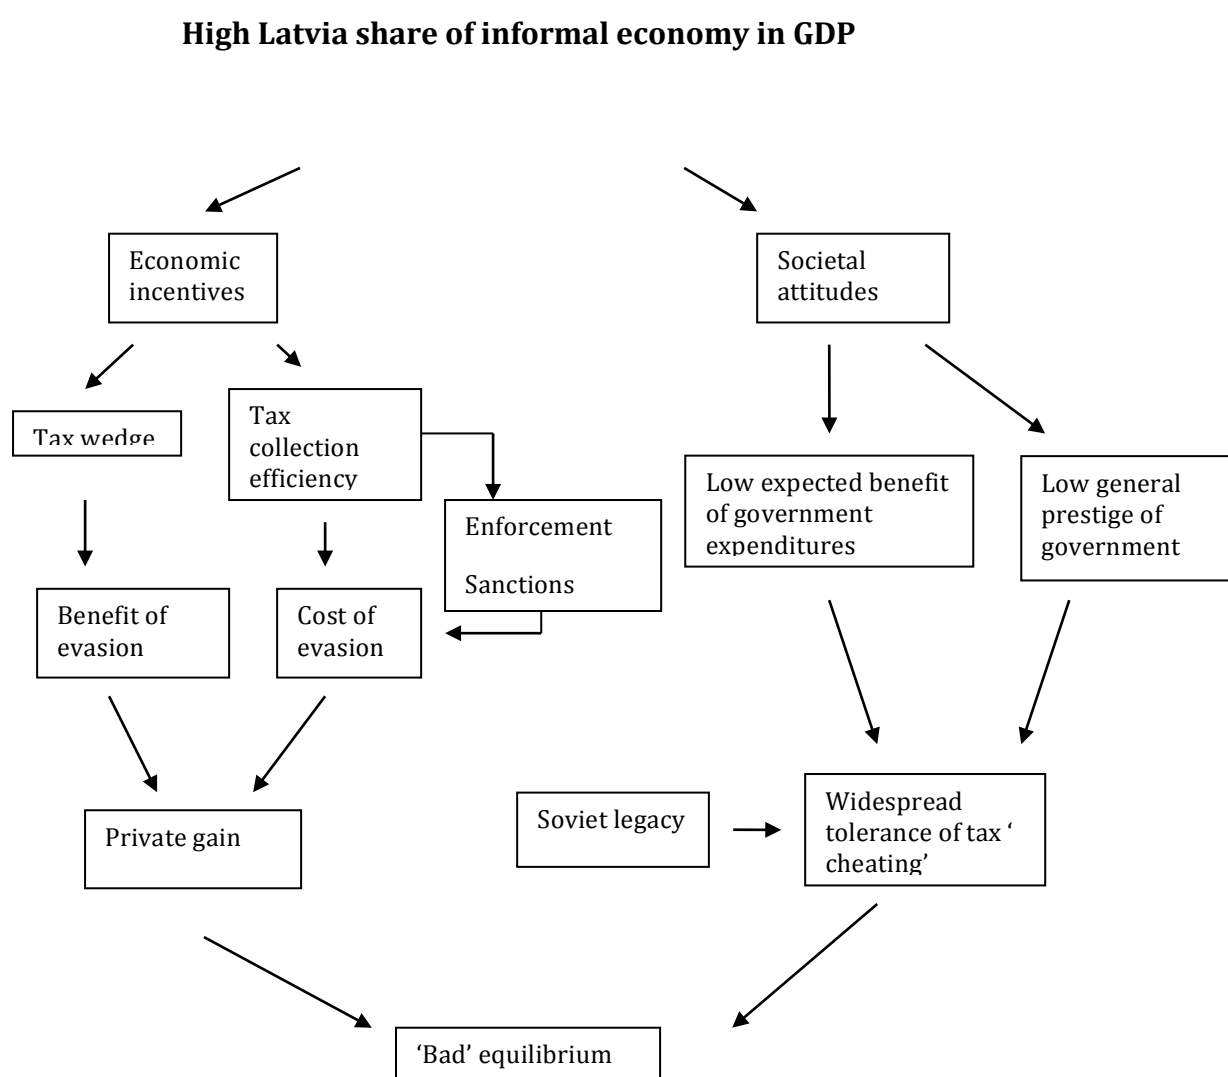 High Latvia share of informal economy in GDP
Economic
incentives
Societal
attitudes
Tax wedge
Tax
collection
efficiency
Enforcement
Sanctions
Low expected benefit
of government
expenditures
Low general
prestige of
government
Benefit of
evasion
Cost of
evasion
Private gain
Soviet legacy
Widespread
tolerance of tax ‘
cheating’
‘Bad’ equilibrium